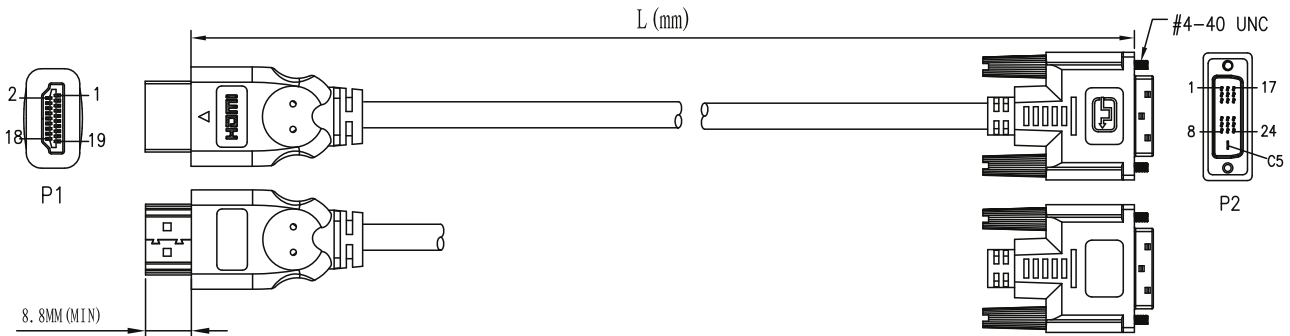 L(mm)
#4-40 UNC
2
1
18
19
P1
HDMI
1
17
8
24
C5
P2
8.8MM(MIN)